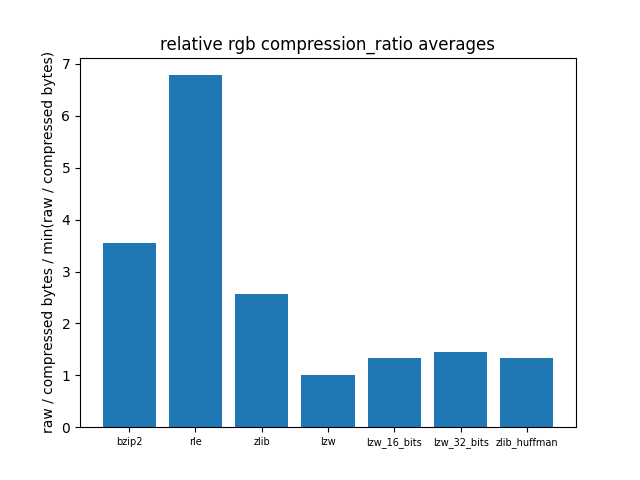 relative rgb compression_ratio averages
raw / compressed bytes / min(raw / compressed bytes)
7
6
5
4
3
2
1
0
bzip2
rle
zlib
lzw
lzw_16_bits
lzw_32_bits
zlib_huffman